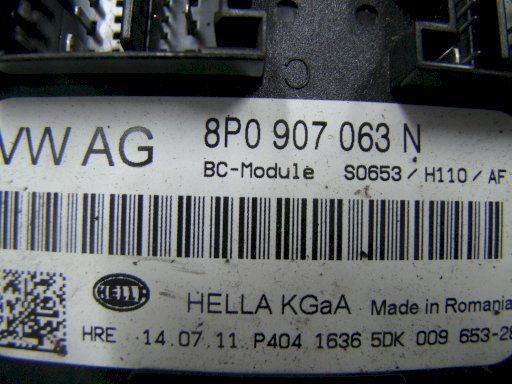 C
VW AG 8P0 907 063 N
BC-Module S0653 / H110 / AF
HELLA
HELLA KGaA Made in Romania
HRE 14.07.11 P404 1636 5DK 009 653-28